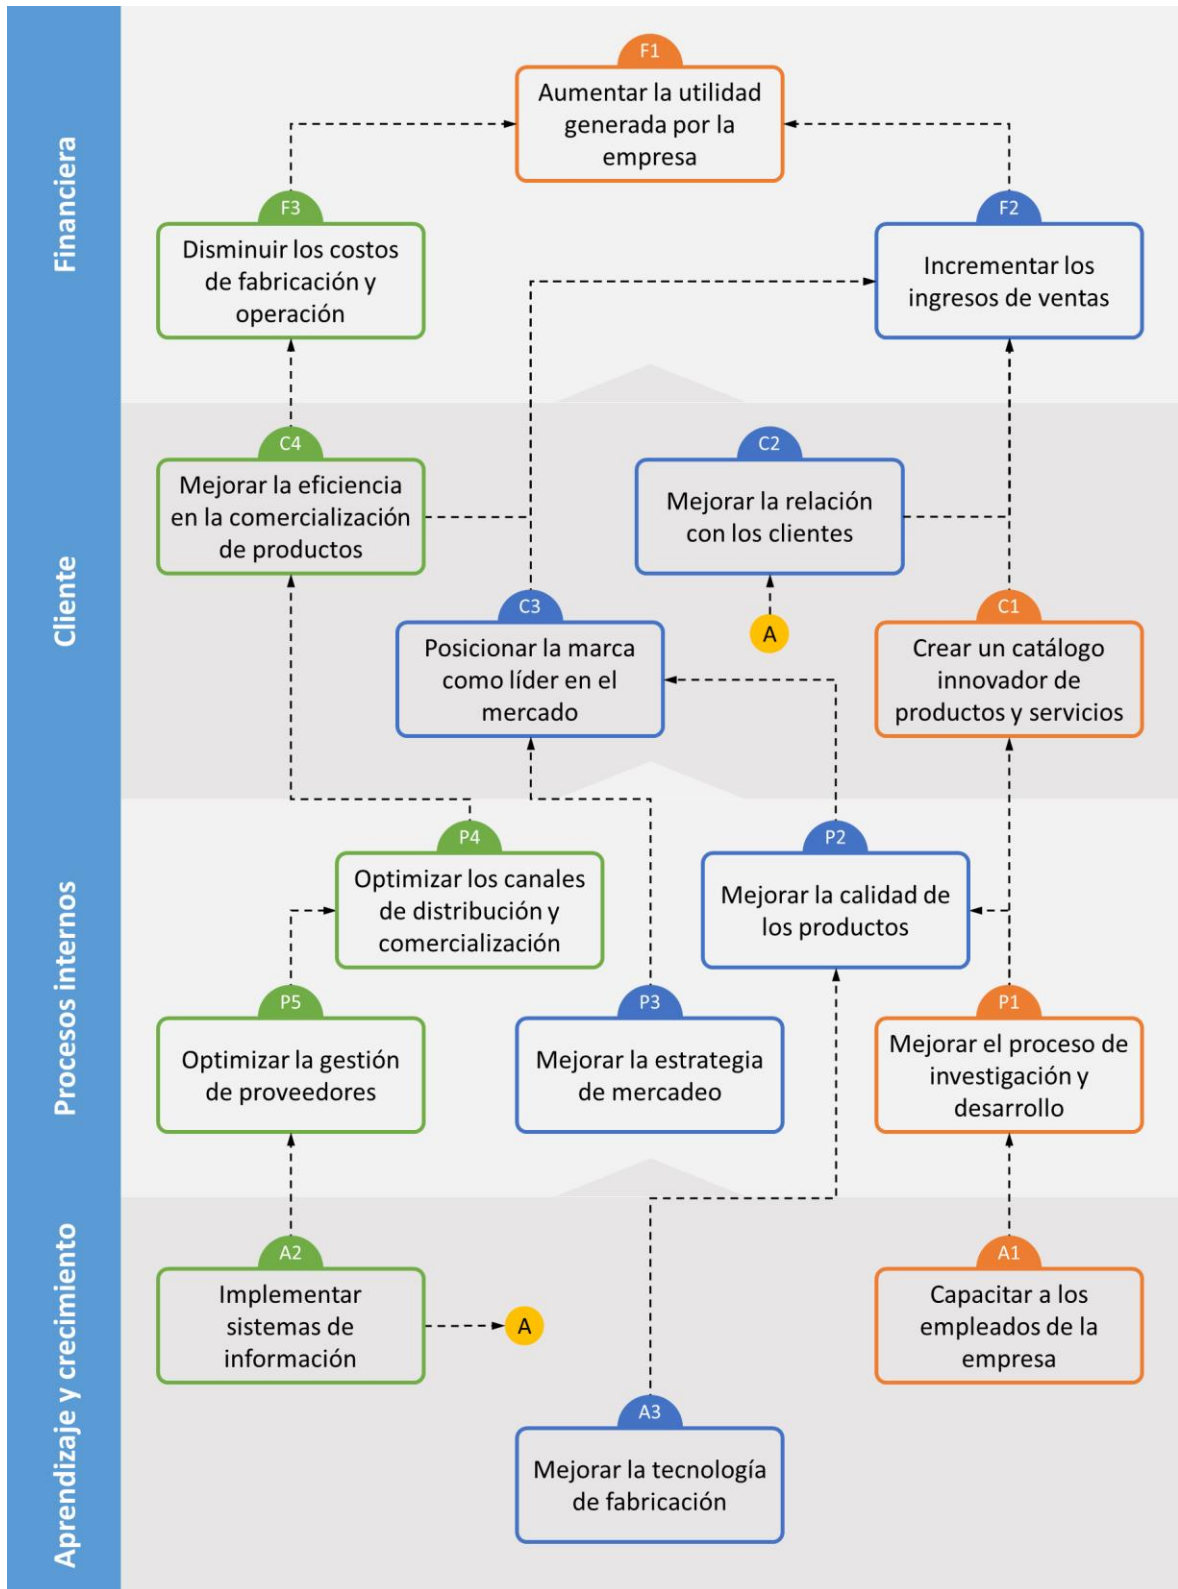 Financiera
F1
Aumentar la utilidad
generada por la
empresa
F3
Disminuir los costos
de fabricación y
operación
F2
Incrementar los
ingresos de ventas
Cliente
C4
Mejorar la eficiencia
en la comercialización
de productos
C2
Mejorar la relación
con los clientes
A
C3
Posicionar la marca
como líder en el
mercado
C1
Crear un catálogo
innovador de
productos y servicios
Procesos internos
P4
Optimizar los canales
de distribución y
comercialización
P2
Mejorar la calidad de
los productos
P5
Optimizar la gestión
de proveedores
P3
Mejorar la estrategia
de mercadeo
P1
Mejorar el proceso de
investigación y
desarrollo
Aprendizaje y crecimiento
A2
Implementar
sistemas de
información
A
A1
Capacitar a los
empleados de la
empresa
A3
Mejorar la tecnología
de fabricación